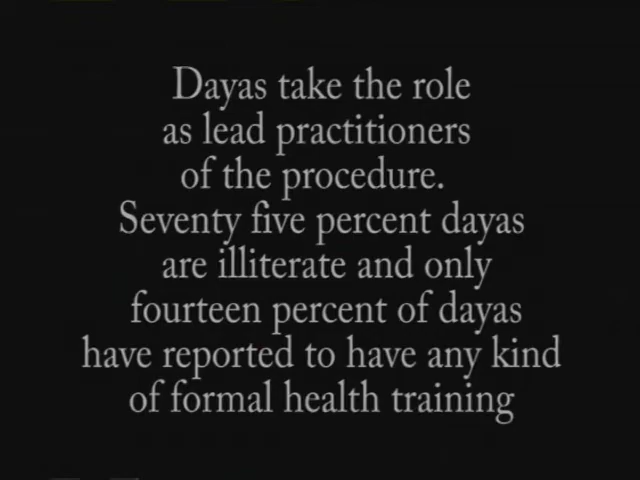 Dayas take the role
as lead practitioners
of the procedure.
Seventy five percent dayas
are illiterate and only
fourteen percent of dayas
have reported to have any kind
of formal health training